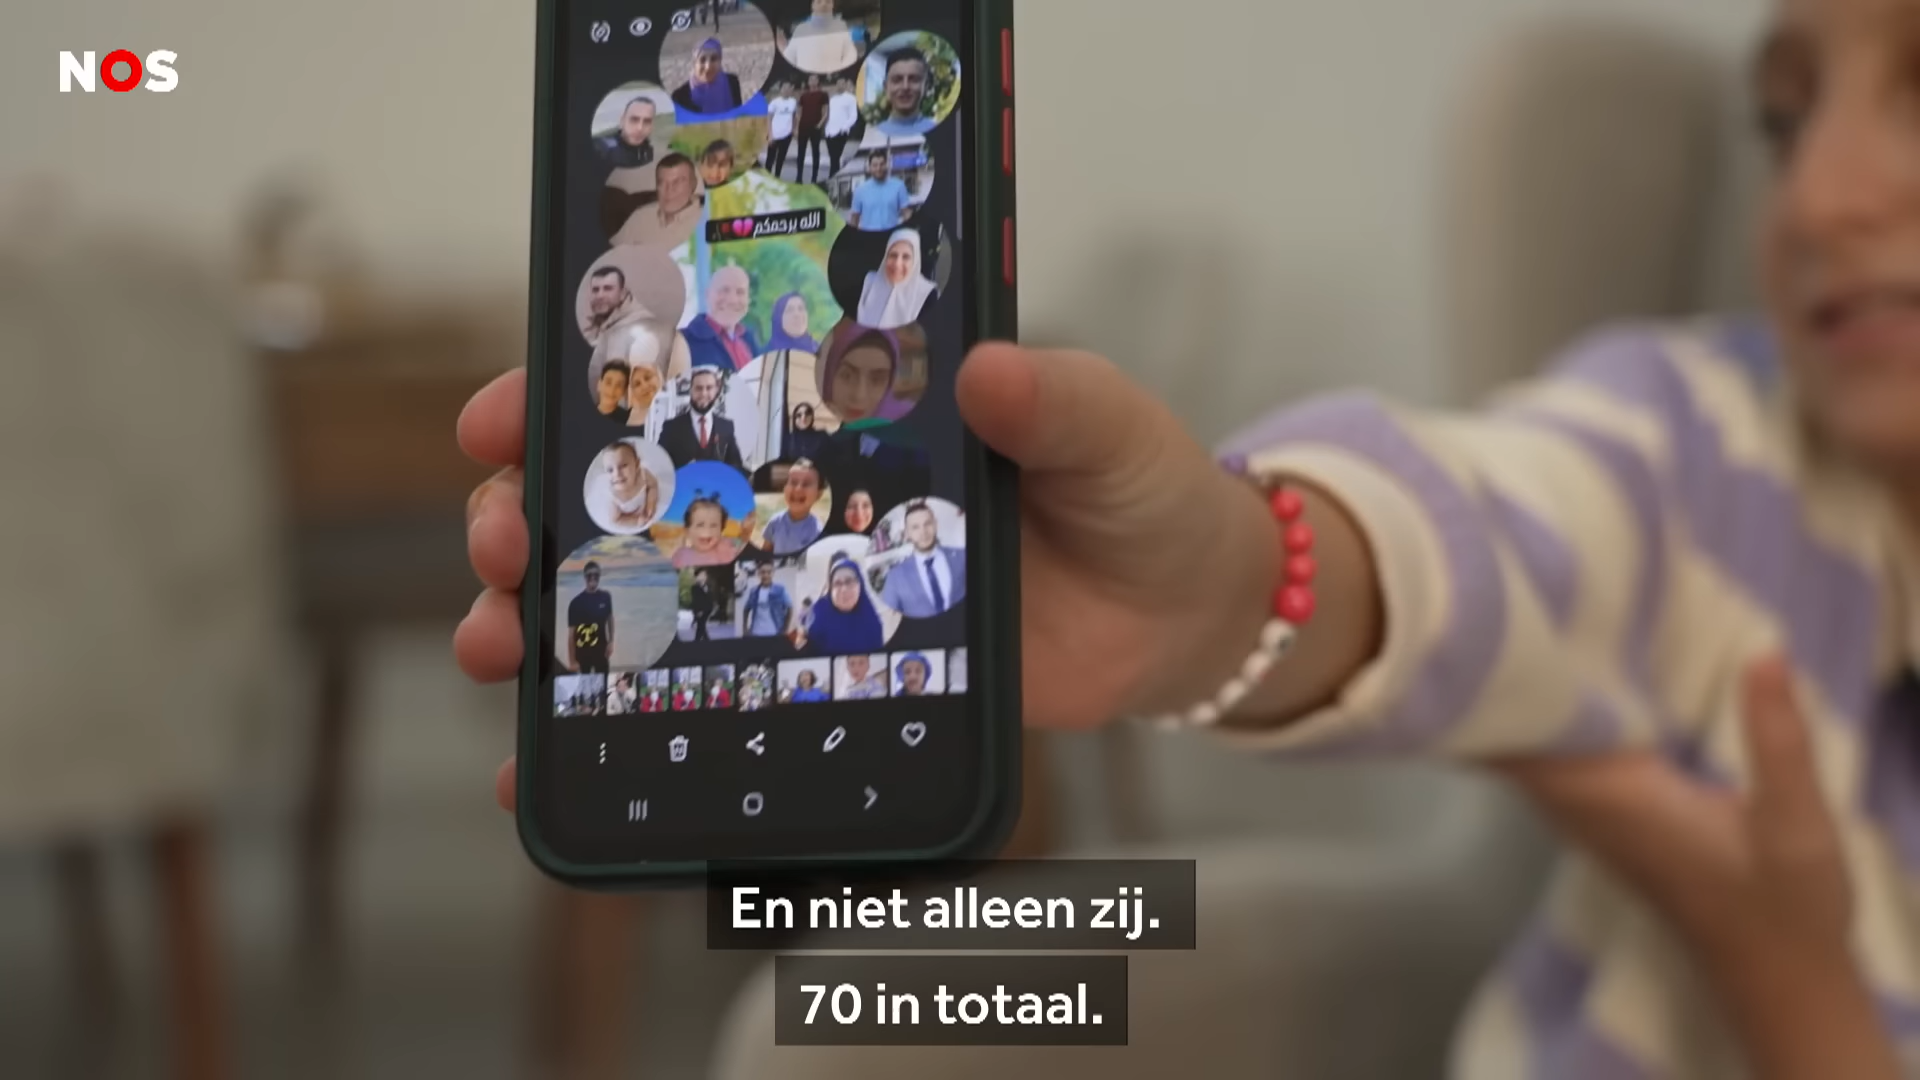 NOS
الله يرحمكم💔
En niet alleen zij.
70 in totaal.